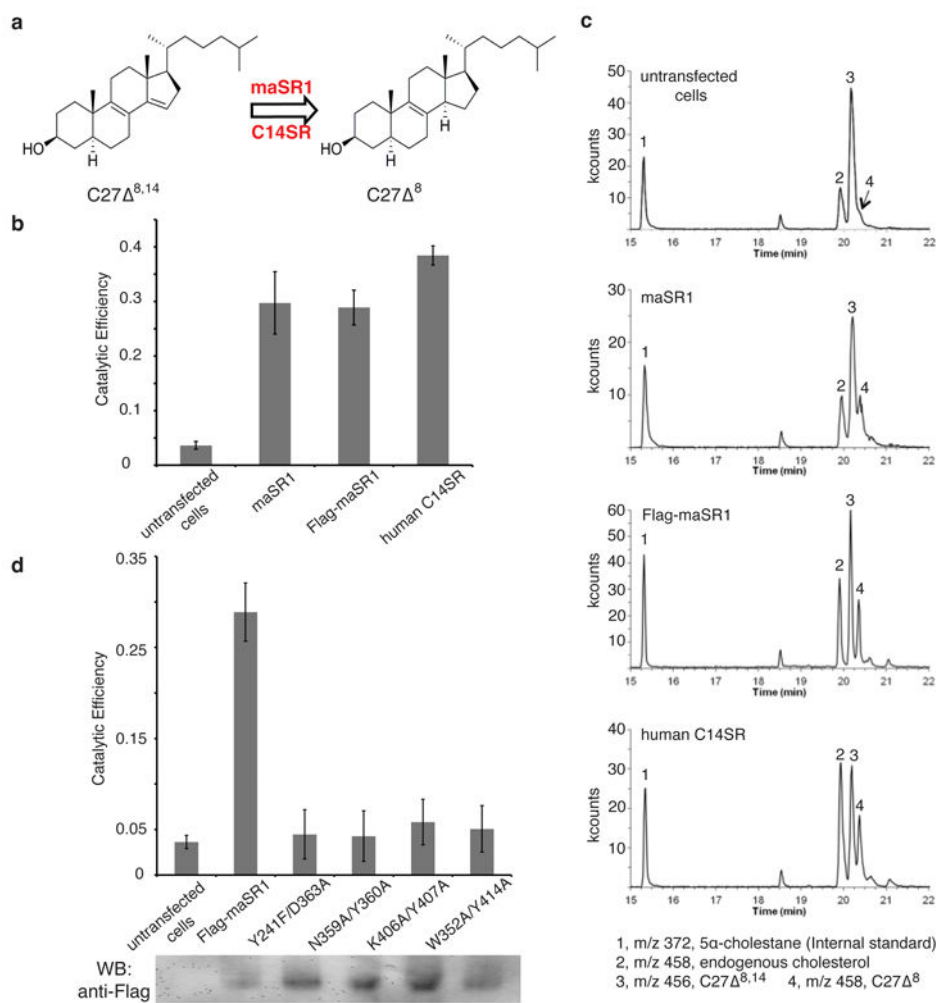 a
maSR1
C14SR
HO
H
C27Δ8,14
HO
H
H
C27Δ8
b
Catalytic Efficiency
0.4
0.3
0.2
0.1
0
untransfected cells
maSR1
Flag-maSR1
human C14SR
c
untransfected cells
kcounts
50
40
30
20
10
0
1
2
3
4
15 16 17 18 19 20 21 22
Time (min)
maSR1
kcounts
30
20
10
0
1
2
3
4
15 16 17 18 19 20 21 22
Time (min)
Flag-maSR1
kcounts
60
50
40
30
20
10
1
2
3
4
15 16 17 18 19 20 21 22
Time (min)
human C14SR
kcounts
40
30
20
10
1
2
3
4
15 16 17 18 19 20 21 22
Time (min)
1, m/z 372, 5α-cholestane (Internal standard)
2, m/z 458, endogenous cholesterol
3, m/z 456, C27Δ8,14 4, m/z 458, C27Δ8
d
Catalytic Efficiency
0.35
0.25
0.15
0.05
0
untransfected cells
Flag-maSR1
Y241F/D363A
N359A/Y360A
K406A/Y407A
W352A/Y414A
WB:
anti-Flag